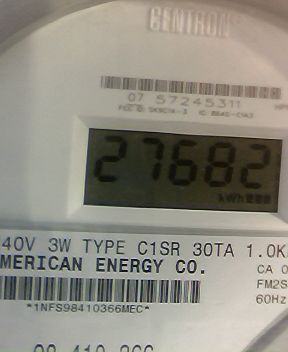 CENTRON
07 57245311
27682
kWh
40V 3W TYPE C1SR 30TA 1.0K
MERICAN ENERGY CO.
CA 0
FM2S
60Hz
*1NFS98410366MEC*